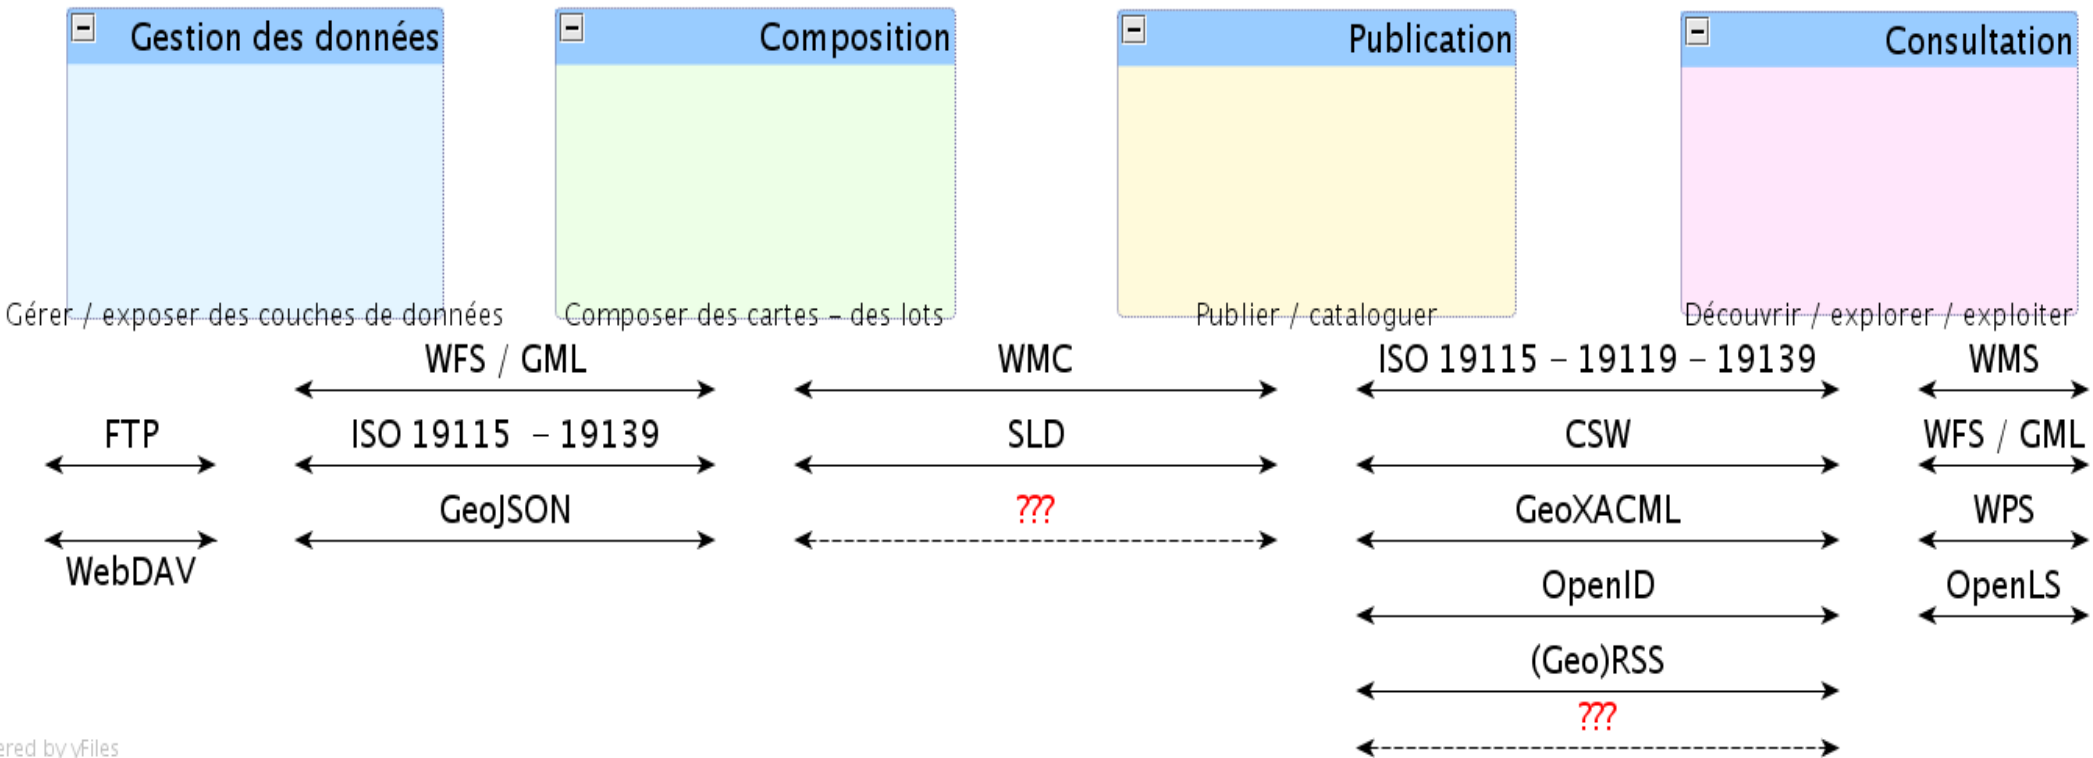 Gestion des données
Composition
Publication
Consultation
Gérer / exposer des couches de données
Composer des cartes – des lots
Publier / cataloguer
Découvrir / explorer / exploiter
WFS / GML
WMC
ISO 19115 – 19119 – 19139
WMS
FTP
ISO 19115 – 19139
SLD
CSW
WFS / GML
GeoJSON
???
GeoXACML
WPS
WebDAV
OpenID
OpenLS
(Geo)RSS
???
ered by yFiles